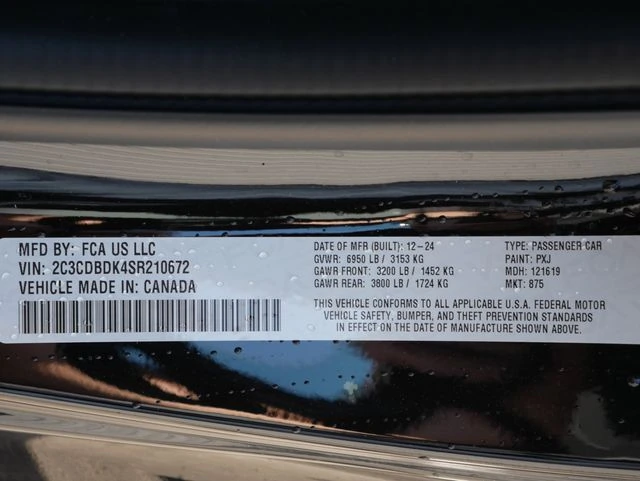 MFD BY: FCA US LLC
VIN: 2C3CDBDK4SR210672
VEHICLE MADE IN: CANADA
DATE OF MFR (BUILT): 12-24
GVWR: 6950 LB / 3153 KG
GAWR FRONT: 3200 LB / 1452 KG
GAWR REAR: 3800 LB / 1724 KG
TYPE: PASSENGER CAR
PAINT: PXJ
MDH: 121619
MKT: 875
THIS VEHICLE CONFORMS TO ALL APPLICABLE U.S.A. FEDERAL MOTOR
VEHICLE SAFETY, BUMPER, AND THEFT PREVENTION STANDARDS
IN EFFECT ON THE DATE OF MANUFACTURE SHOWN ABOVE.